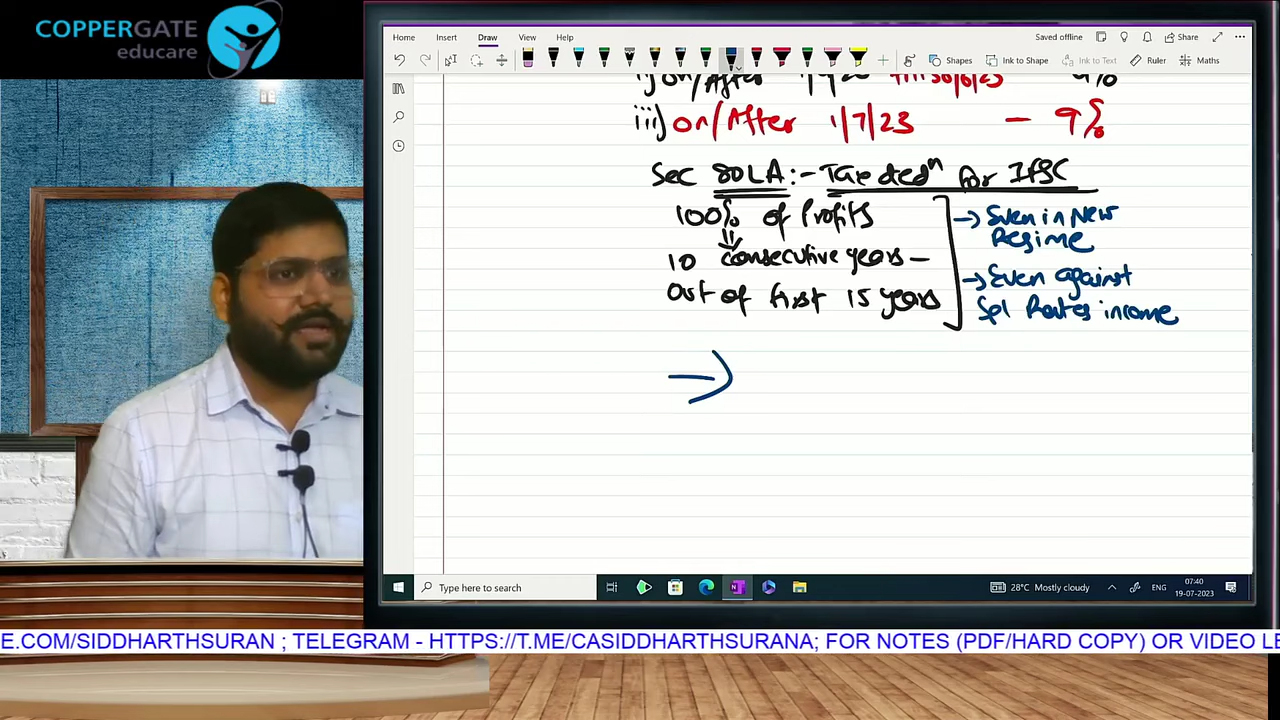 COPPERGATE
educare
Home Insert Draw View Help
Saved offline
Share
Shapes
Ink to Shape
Ink to Text
Ruler
Maths
On/After
iii) On/After 1/7/23 – 9%
Sec 80LA :- Tax dedn for IFSC
100% of Profits
10 consecutive years –
Out of first 15 years
→ Even in New
Regime
→ Even against
Spl Rates income
Type here to search
28°C Mostly cloudy
ENG
07:40
19-07-2023
E.COM/SIDDHARTHSURAN ; TELEGRAM - HTTPS://T.ME/CASIDDHARTHSURANA; FOR NOTES (PDF/HARD COPY) OR VIDEO LE